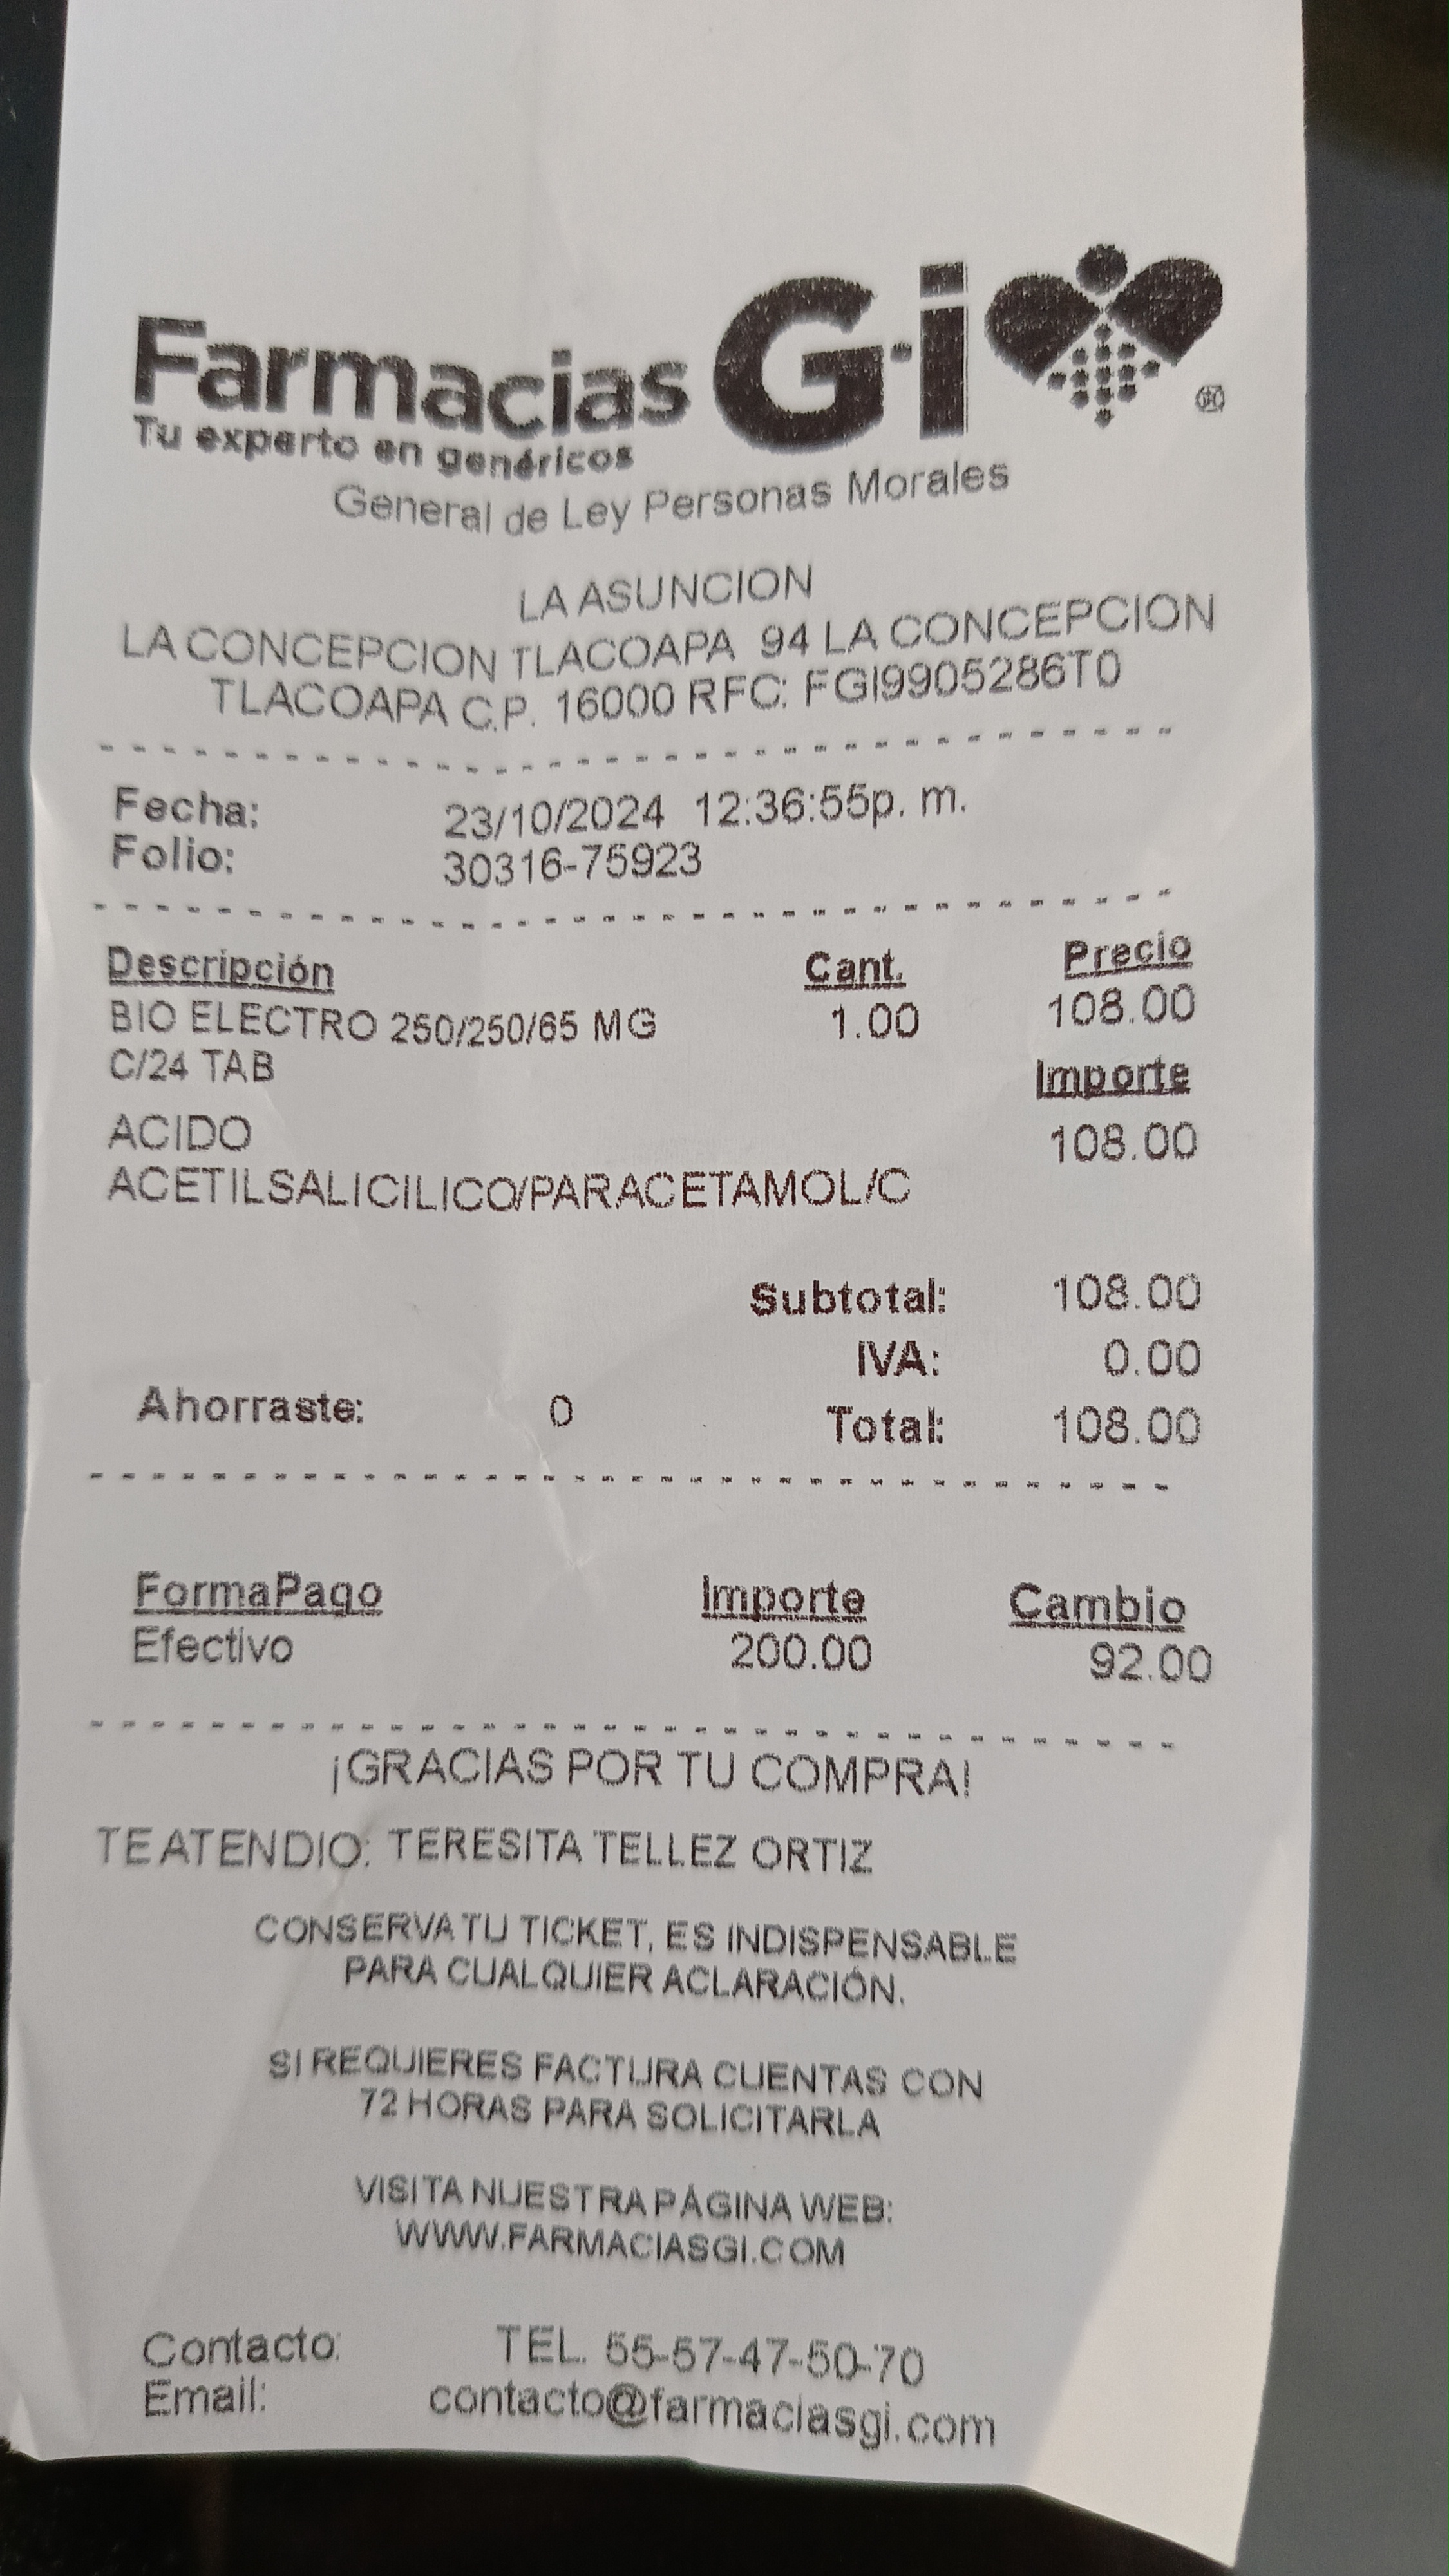 Farmacias G·i
Tu experto en genéricos
General de Ley Personas Morales
LA ASUNCION
LA CONCEPCION TLACOAPA 94 LA CONCEPCION
TLACOAPA C.P. 16000 RFC: FGI9905286T0
Fecha: 23/10/2024 12:36:55p. m.
Folio: 30316-75923
Descripción Cant. Precio
BIO ELECTRO 250/250/65 MG 1.00 108.00
C/24 TAB Importe
ACIDO 108.00
ACETILSALICILICO/PARACETAMOL/C
Subtotal: 108.00
IVA: 0.00
Ahorraste: 0 Total: 108.00
FormaPago Importe Cambio
Efectivo 200.00 92.00
¡GRACIAS POR TU COMPRA!
TE ATENDIO: TERESITA TELLEZ ORTIZ
CONSERVA TU TICKET, ES INDISPENSABLE
PARA CUALQUIER ACLARACIÓN.
SI REQUIERES FACTURA CUENTAS CON
72 HORAS PARA SOLICITARLA
VISITA NUESTRA PÁGINA WEB:
WWW.FARMACIASGI.COM
Contacto: TEL. 55-57-47-50-70
Email: contacto@farmaciasgi.com